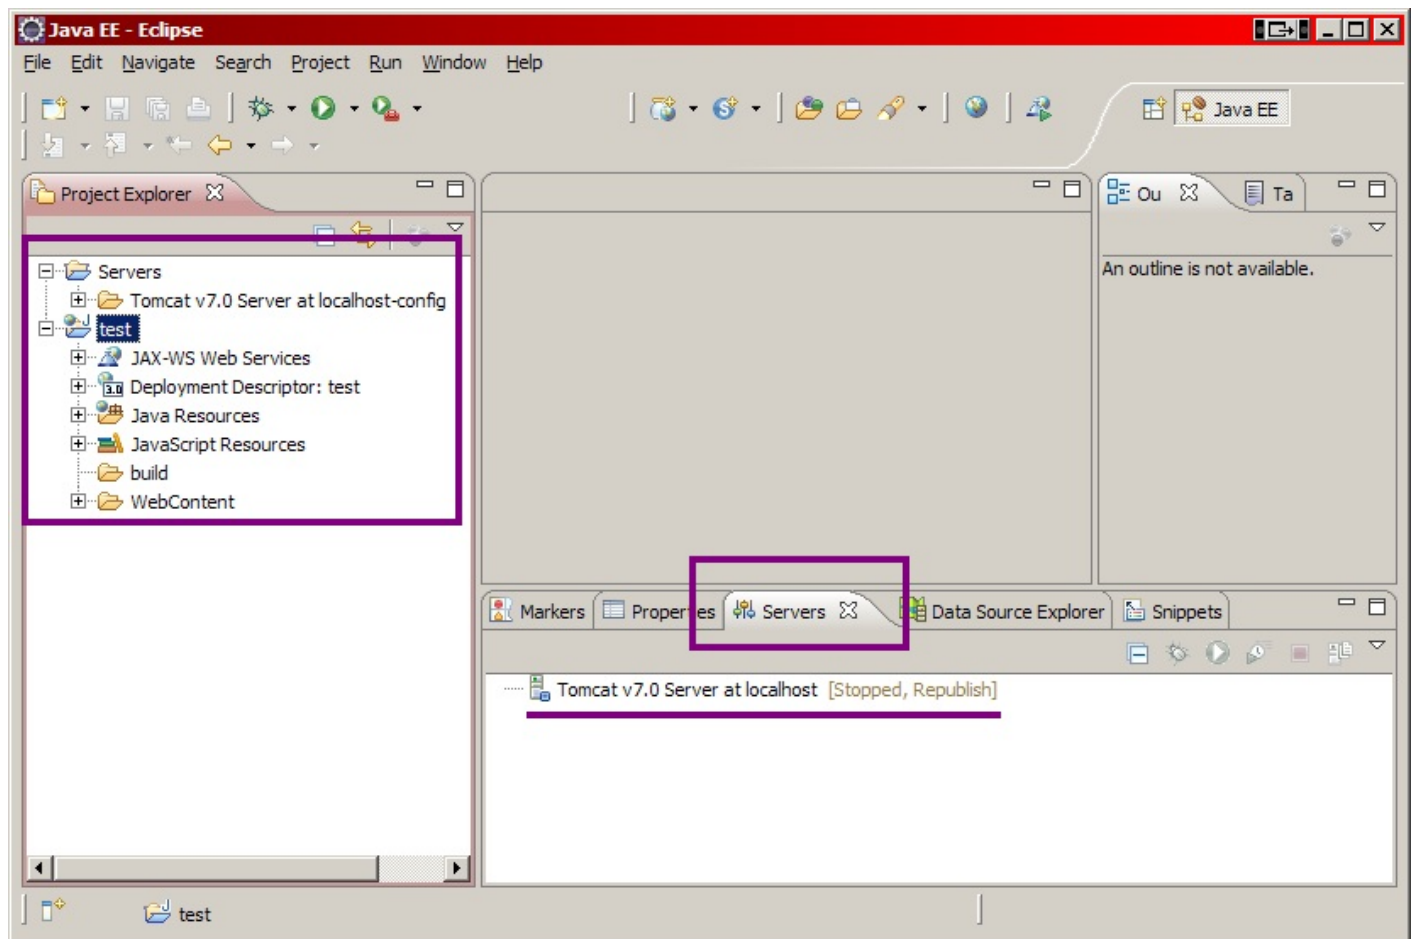 Java EE - Eclipse
File Edit Navigate Search Project Run Window Help
Java EE
Project Explorer
Ou
Ta
Servers
Tomcat v7.0 Server at localhost-config
test
JAX-WS Web Services
3.0 Deployment Descriptor: test
Java Resources
JavaScript Resources
build
WebContent
An outline is not available.
Markers Properties Servers Data Source Explorer Snippets
Tomcat v7.0 Server at localhost [Stopped, Republish]
test